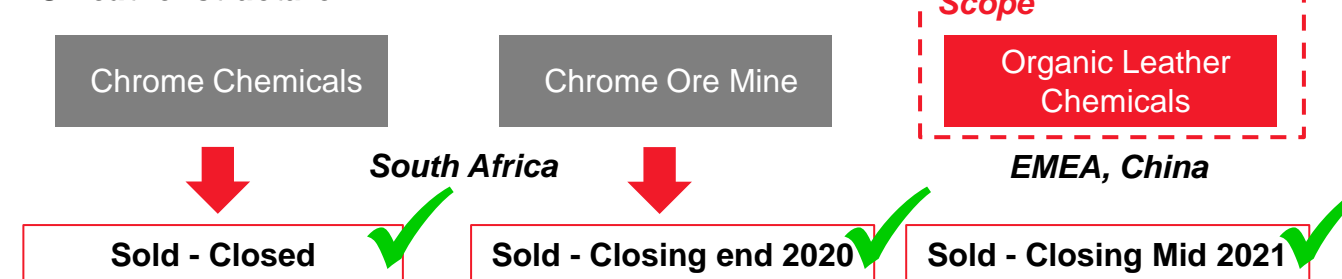 Scope
Chrome Chemicals
Chrome Ore Mine
Organic Leather
Chemicals
South Africa
EMEA, China
Sold - Closed
Sold - Closing end 2020
Sold - Closing Mid 2021